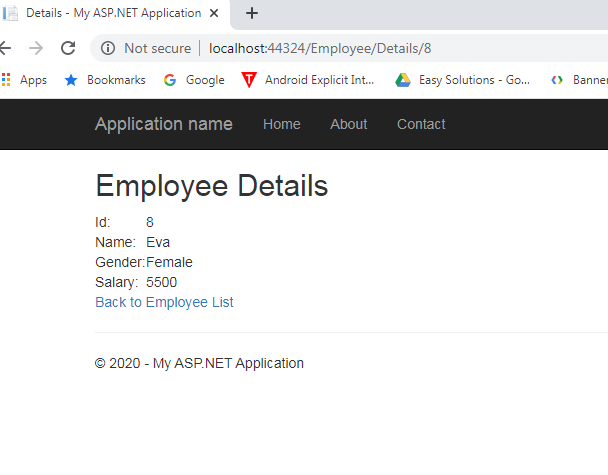 Details - My ASP.NET Application
Not secure | localhost:44324/Employee/Details/8
Apps Bookmarks Google Android Explicit Int... Easy Solutions - Go... Banner
Application name Home About Contact
Employee Details
Id: 8
Name: Eva
Gender:Female
Salary: 5500
Back to Employee List
© 2020 - My ASP.NET Application